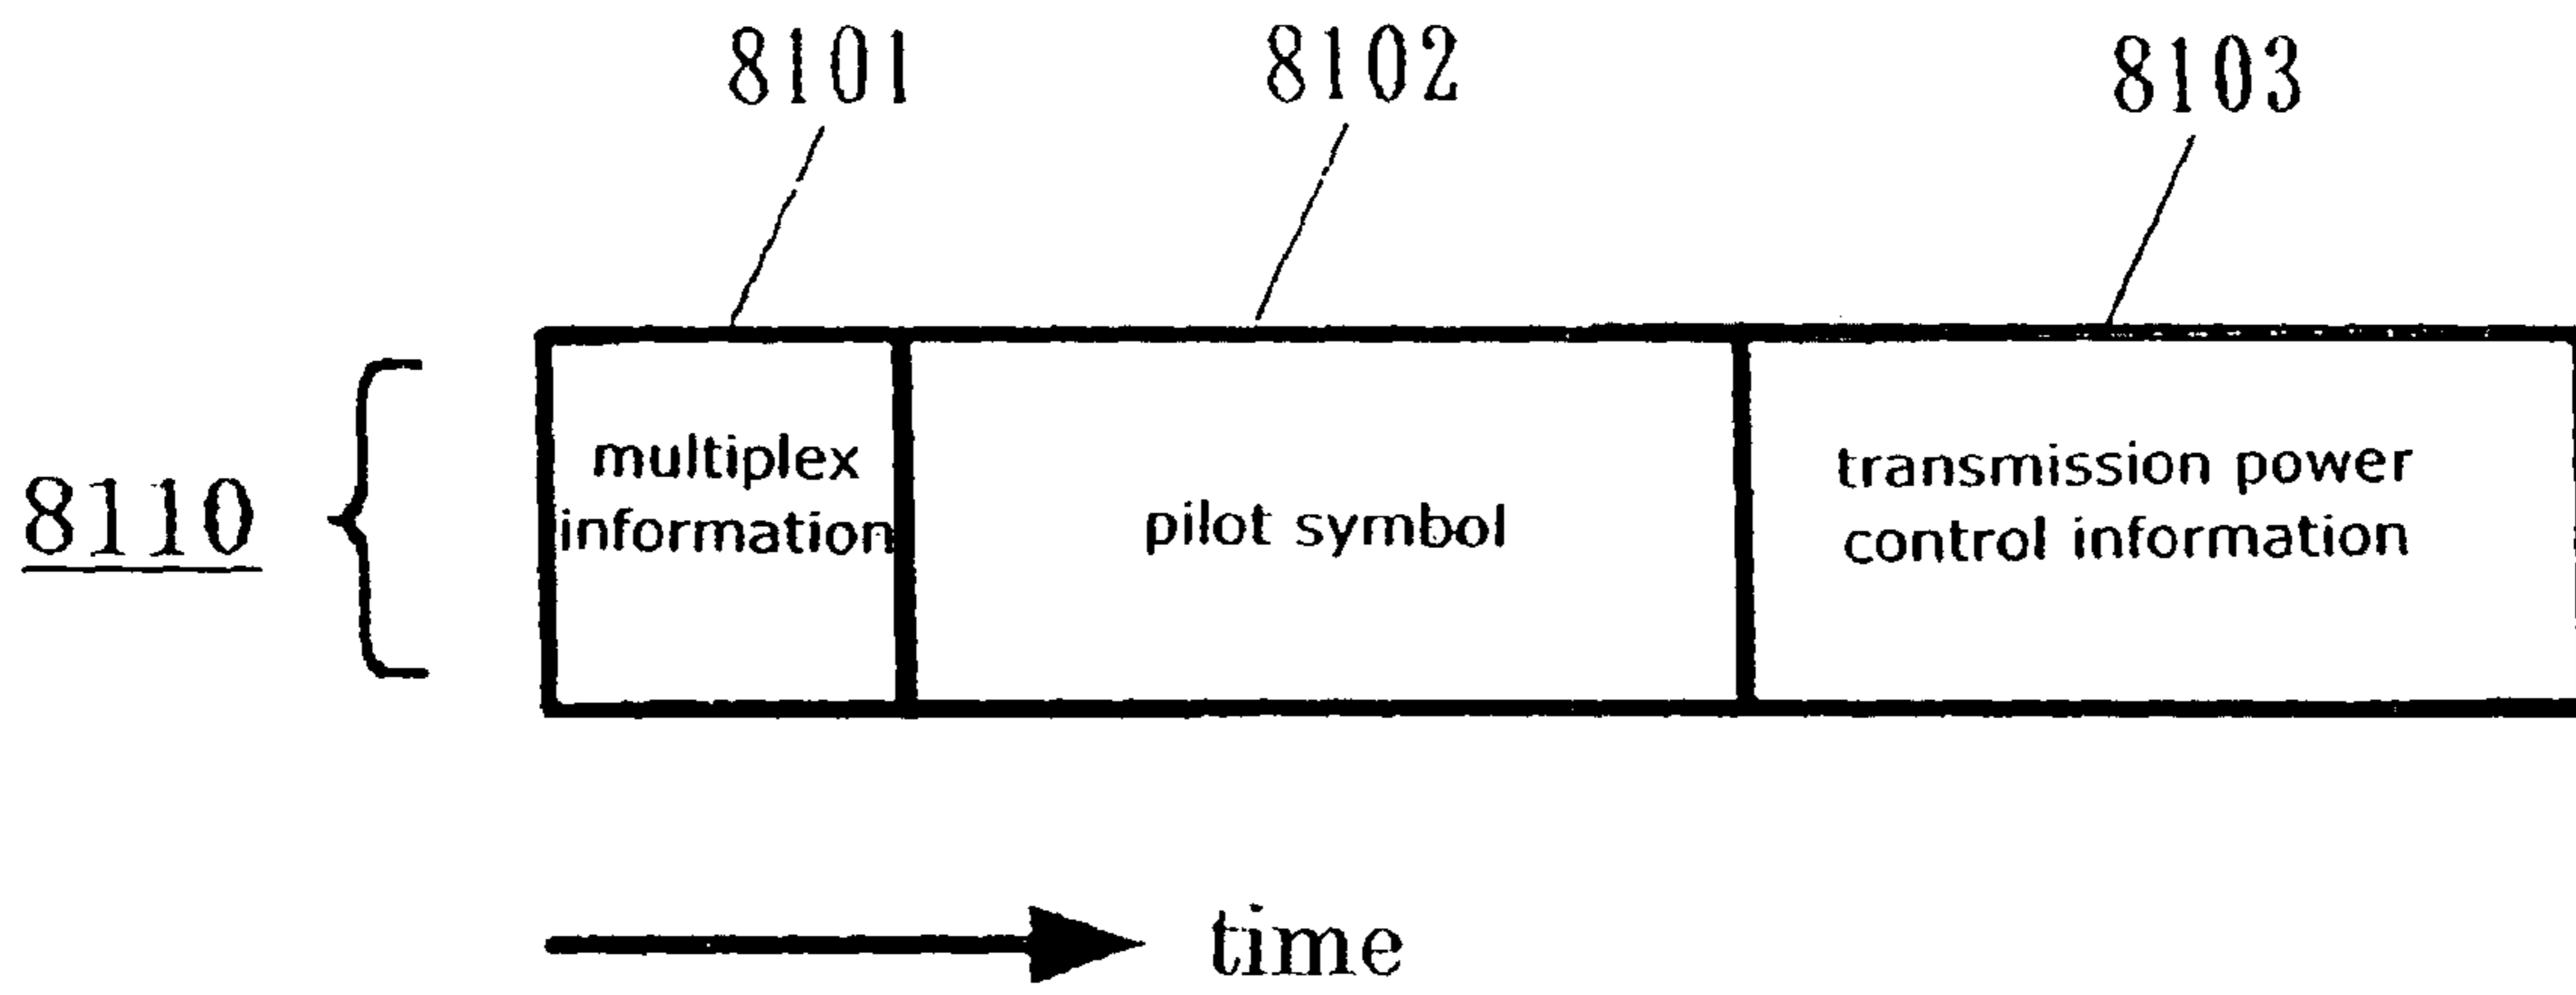 8101 8102 8103
8110
multiplex
information
pilot symbol
transmission power
control information
time